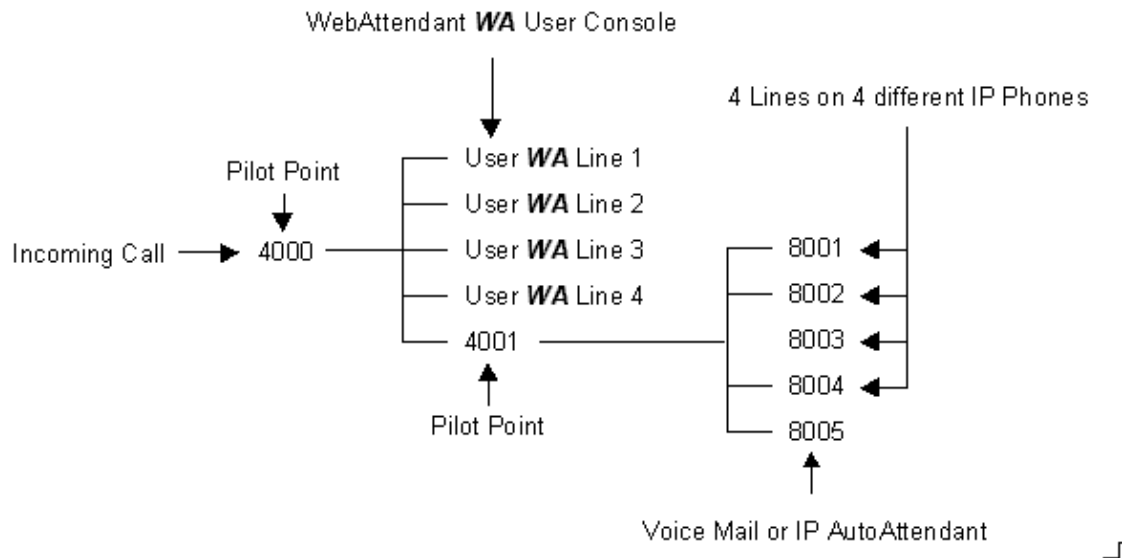 WebAttendant WA User Console
4 Lines on 4 different IP Phones
User WA Line 1
Pilot Point
User WA Line 2
Incoming Call
4000
User WA Line 3
8001
User WA Line 4
8002
4001
8003
8004
Pilot Point
8005
Voice Mail or IP AutoAttendant